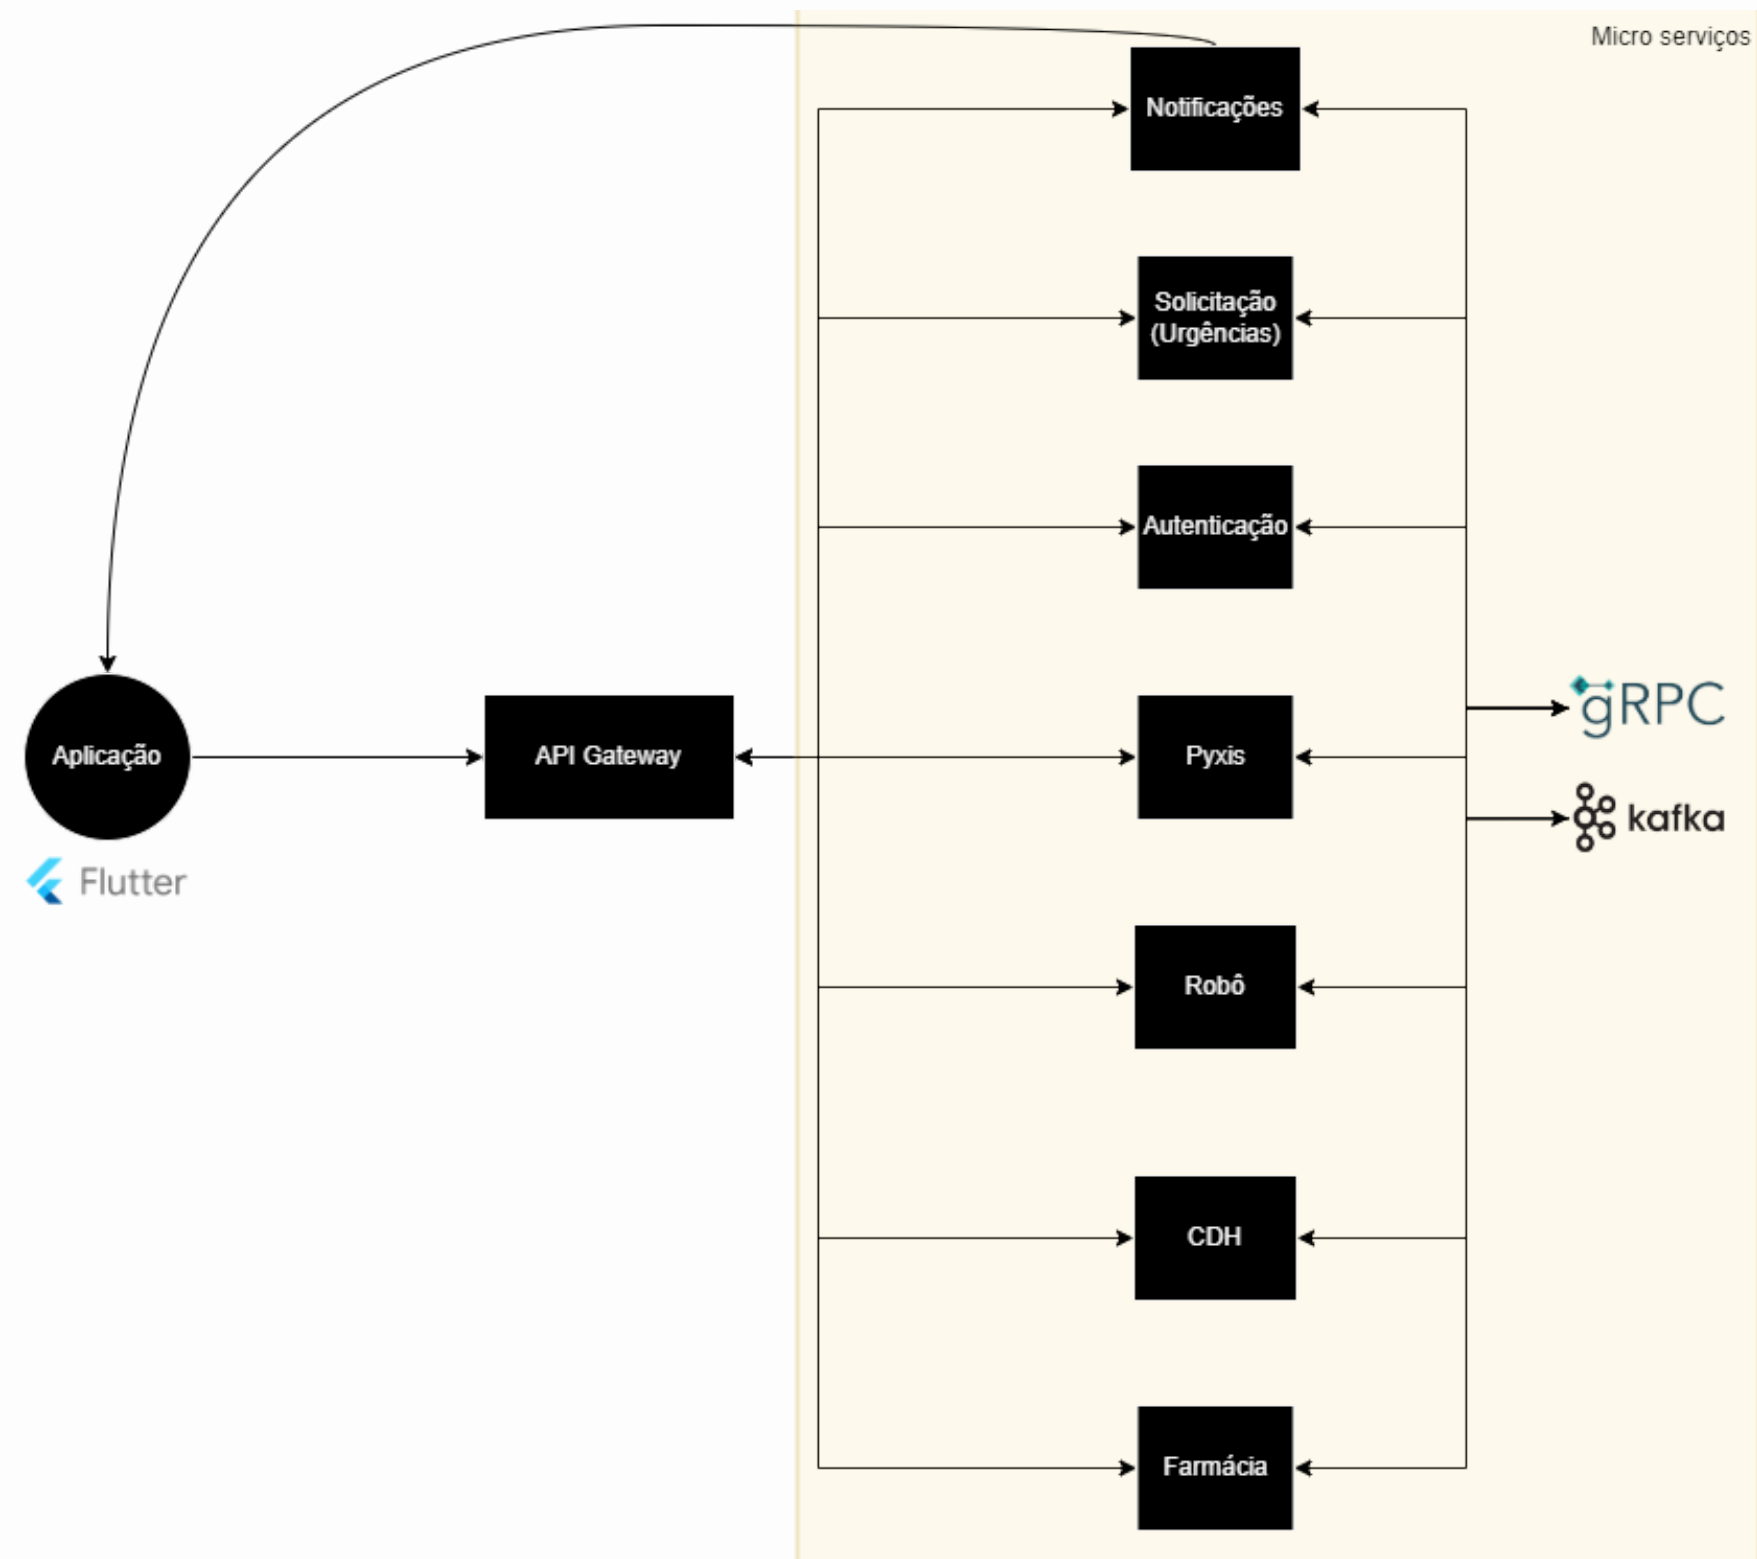 Micro serviços
Notificações
Solicitação
(Urgências)
Autenticação
Aplicação
API Gateway
Pyxis
gRPC
kafka
Flutter
Robô
CDH
Farmácia